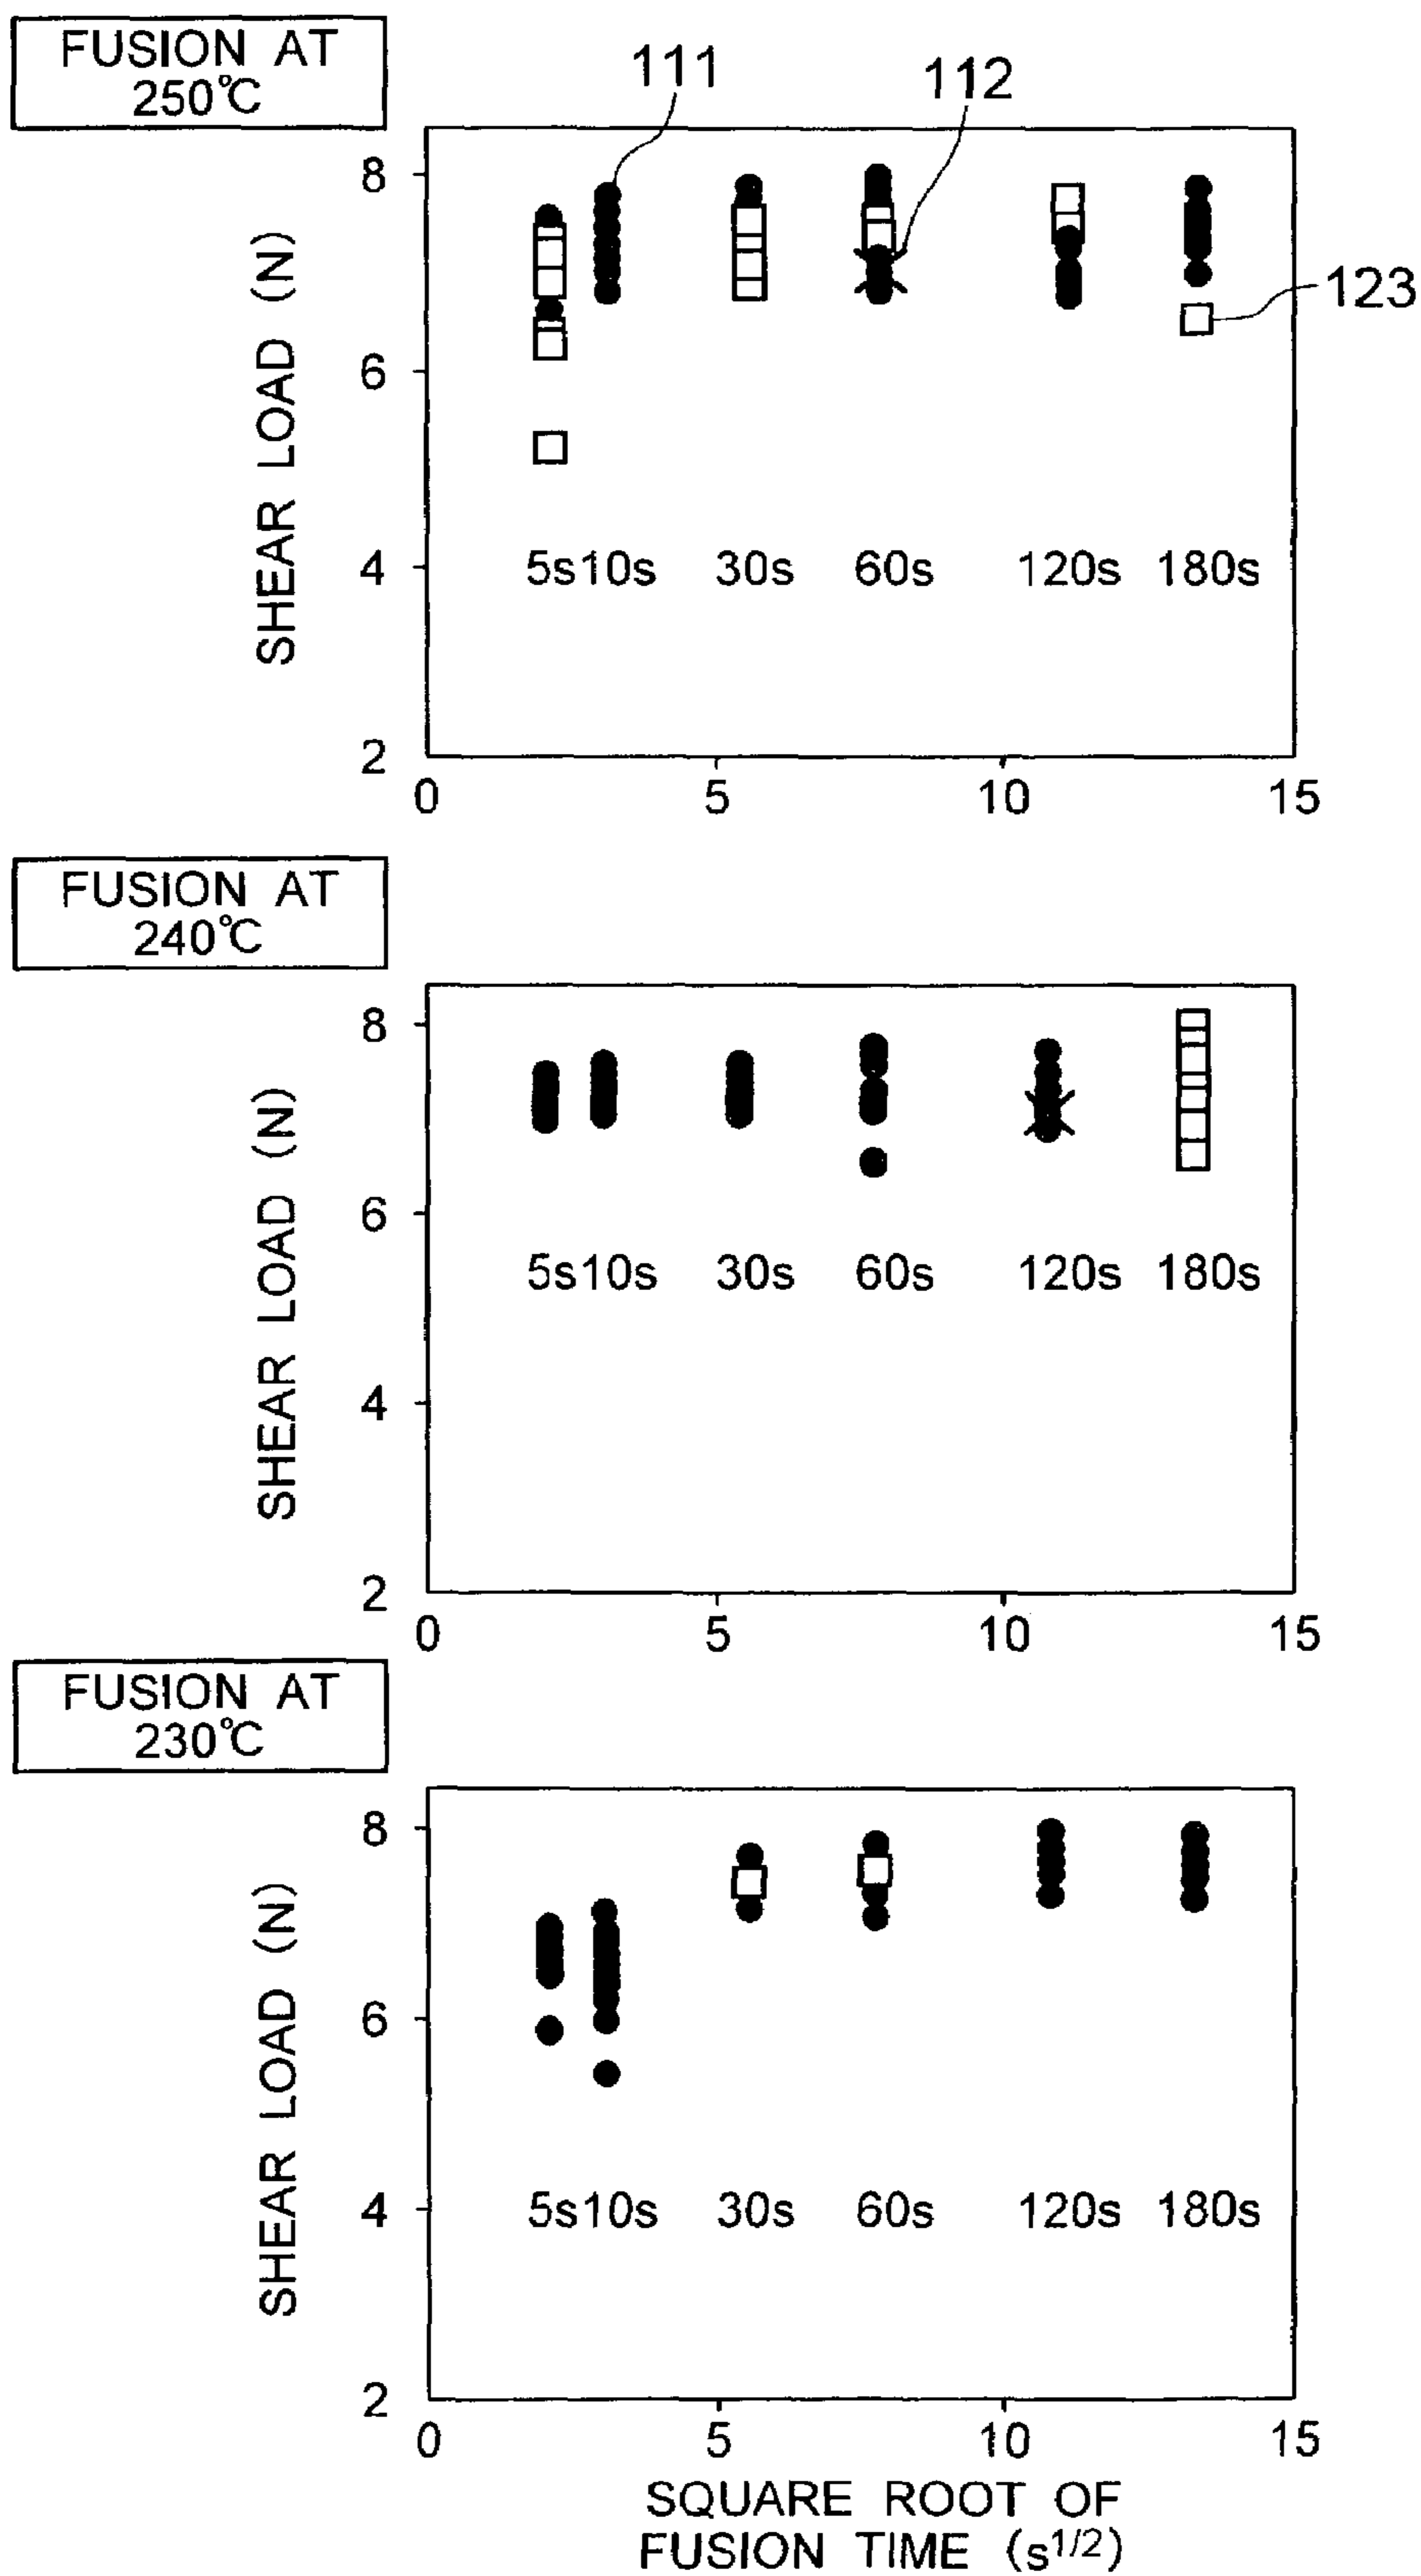 FUSION AT
250℃
111
112
123
SHEAR LOAD (N)
8
6
4
2
5s10s 30s 60s 120s 180s
0 5 10 15
FUSION AT
240℃
SHEAR LOAD (N)
8
6
4
2
5s10s 30s 60s 120s 180s
0 5 10 15
FUSION AT
230℃
SHEAR LOAD (N)
8
6
4
2
5s10s 30s 60s 120s 180s
0 5 10 15
SQUARE ROOT OF
FUSION TIME (s1/2)